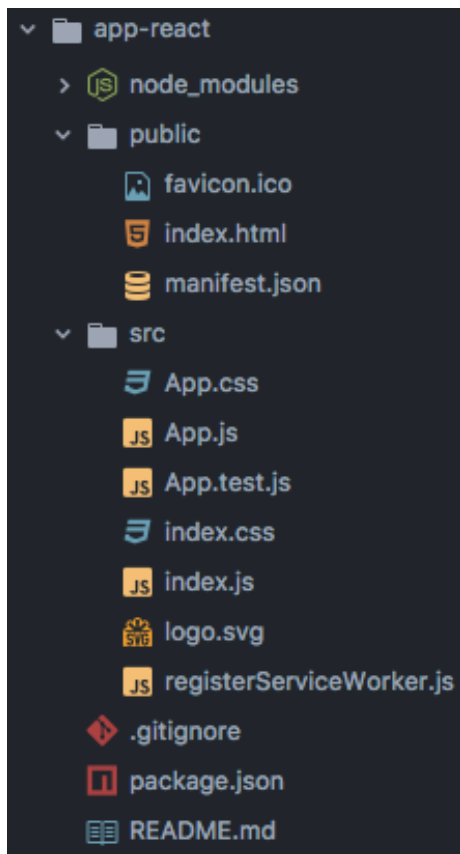 app-react
node_modules
public
favicon.ico
index.html
manifest.json
src
App.css
App.js
App.test.js
index.css
index.js
logo.svg
registerServiceWorker.js
.gitignore
package.json
README.md